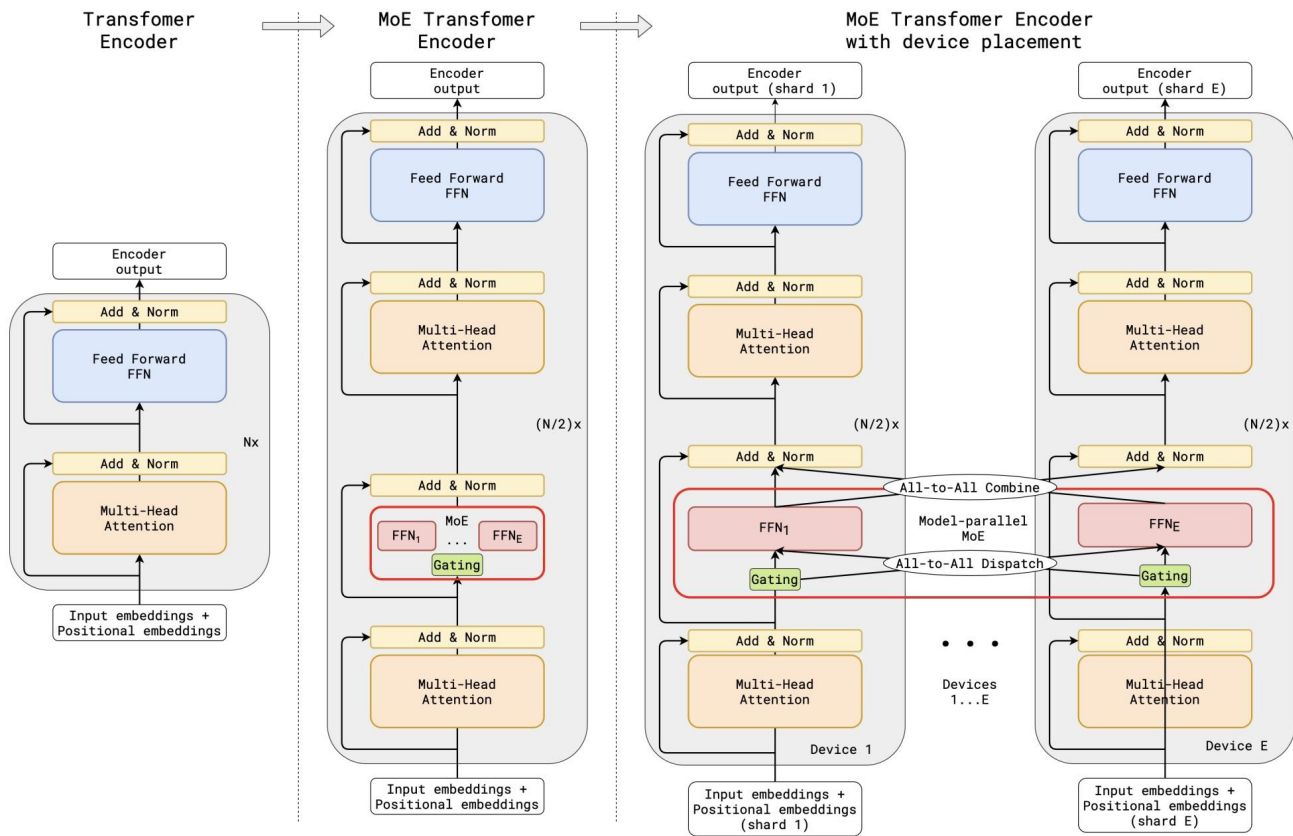 Transfomer
Encoder
Encoder
output
Add & Norm
Feed Forward
FFN
Nx
Add & Norm
Multi-Head
Attention
Input embeddings +
Positional embeddings
MoE Transfomer
Encoder
Encoder
output
Add & Norm
Feed Forward
FFN
Add & Norm
Multi-Head
Attention
(N/2)x
Add & Norm
MoE
FFN1 ... FFNE
Gating
Add & Norm
Multi-Head
Attention
Input embeddings +
Positional embeddings
MoE Transfomer Encoder
with device placement
Encoder
output (shard 1)
Add & Norm
Feed Forward
FFN
Add & Norm
Multi-Head
Attention
(N/2)x
Add & Norm
All-to-All Combine
FFN1
Model-parallel
MoE
All-to-All Dispatch
Gating
Add & Norm
Multi-Head
Attention
Device 1
Input embeddings +
Positional embeddings
(shard 1)
Devices
1...E
Encoder
output (shard E)
Add & Norm
Feed Forward
FFN
Add & Norm
Multi-Head
Attention
(N/2)x
Add & Norm
FFNE
Gating
Add & Norm
Multi-Head
Attention
Device E
Input embeddings +
Positional embeddings
(shard E)